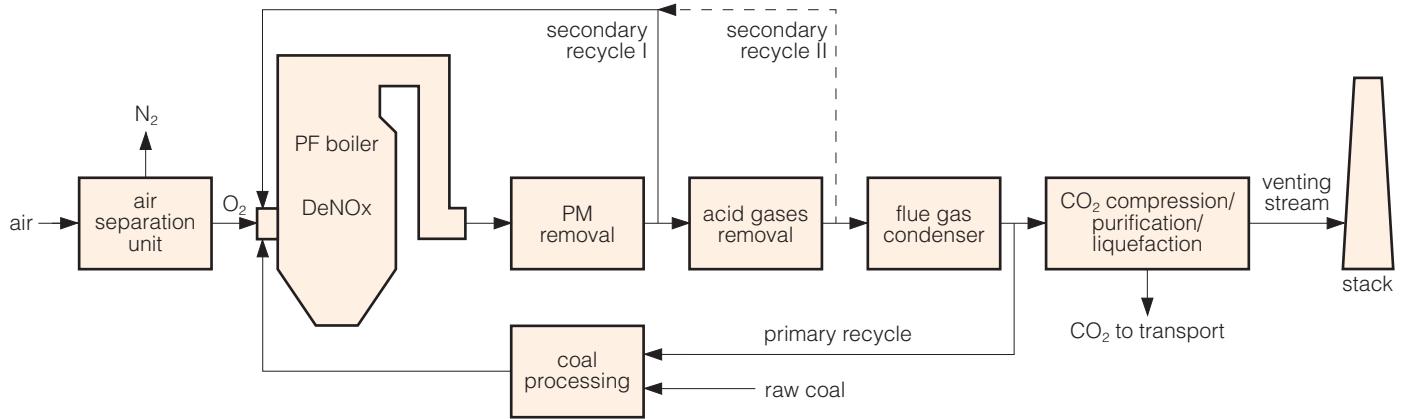 secondary
recycle I
secondary
recycle II
N₂
PF boiler
DeNOx
air
air
separation
unit
O₂
PM
removal
acid gases
removal
flue gas
condenser
CO₂ compression/
purification/
liquefaction
venting
stream
stack
CO₂ to transport
primary recycle
coal
processing
raw coal